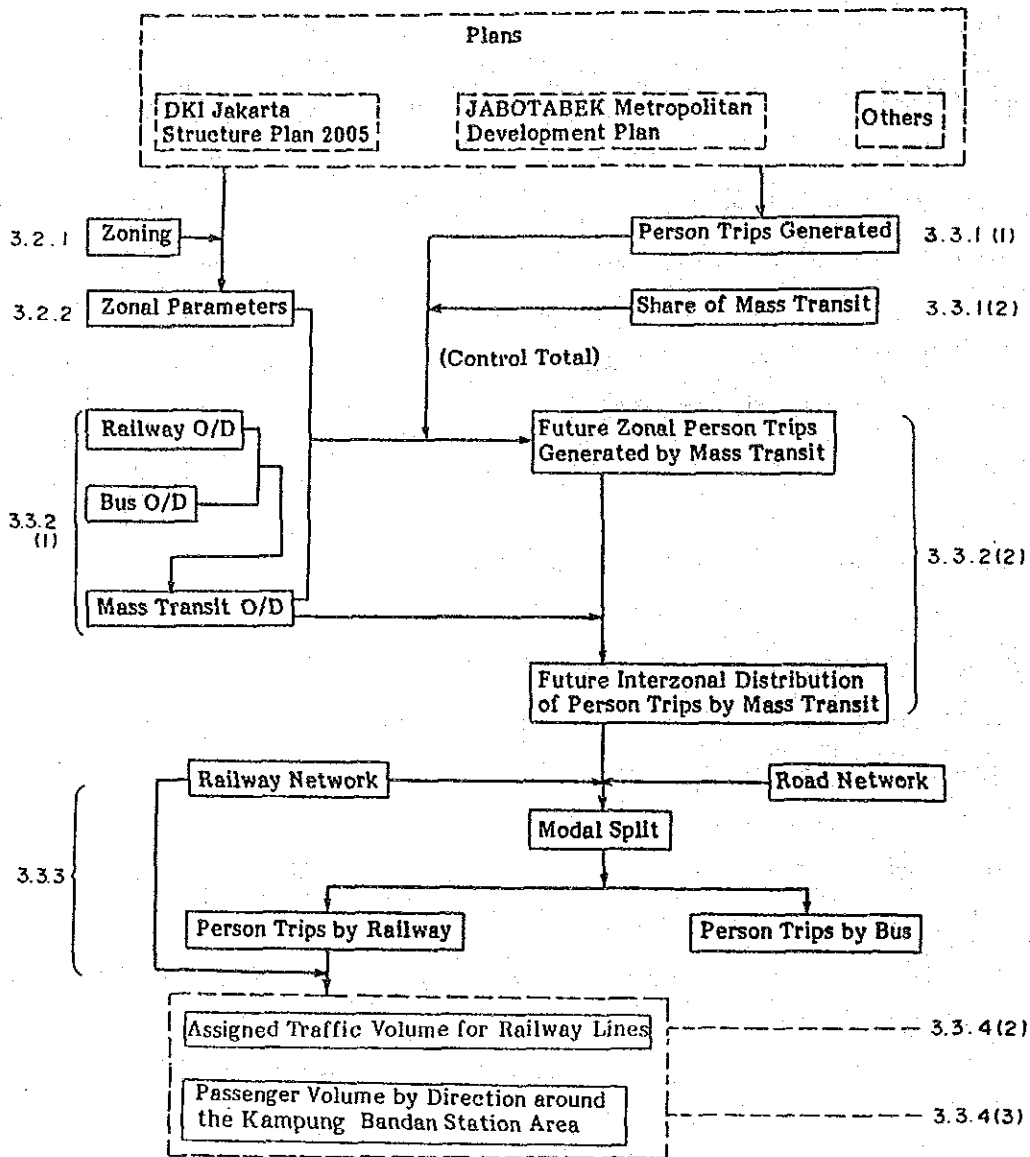 Plans
DKI Jakarta
Structure Plan 2005
JABOTABEK Metropolitan
Development Plan
Others
3.2.1
Zoning
Person Trips Generated
3.3.1 (1)
3.2.2
Zonal Parameters
Share of Mass Transit
3.3.1(2)
(Control Total)
Railway O/D
Future Zonal Person Trips
Generated by Mass Transit
Bus O/D
3.3.2
(1)
3.3.2(2)
Mass Transit O/D
Future Interzonal Distribution
of Person Trips by Mass Transit
Railway Network
Road Network
Modal Split
3.3.3
Person Trips by Railway
Person Trips by Bus
Assigned Traffic Volume for Railway Lines
3.3.4(2)
Passenger Volume by Direction around
the Kampung Bandan Station Area
3.3.4(3)